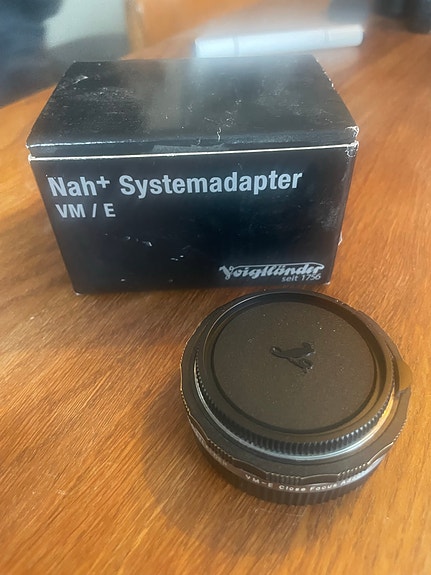 Nah+ Systemadapter
VM / E
Voigtländer
seit 1756
VM-E Close Focus